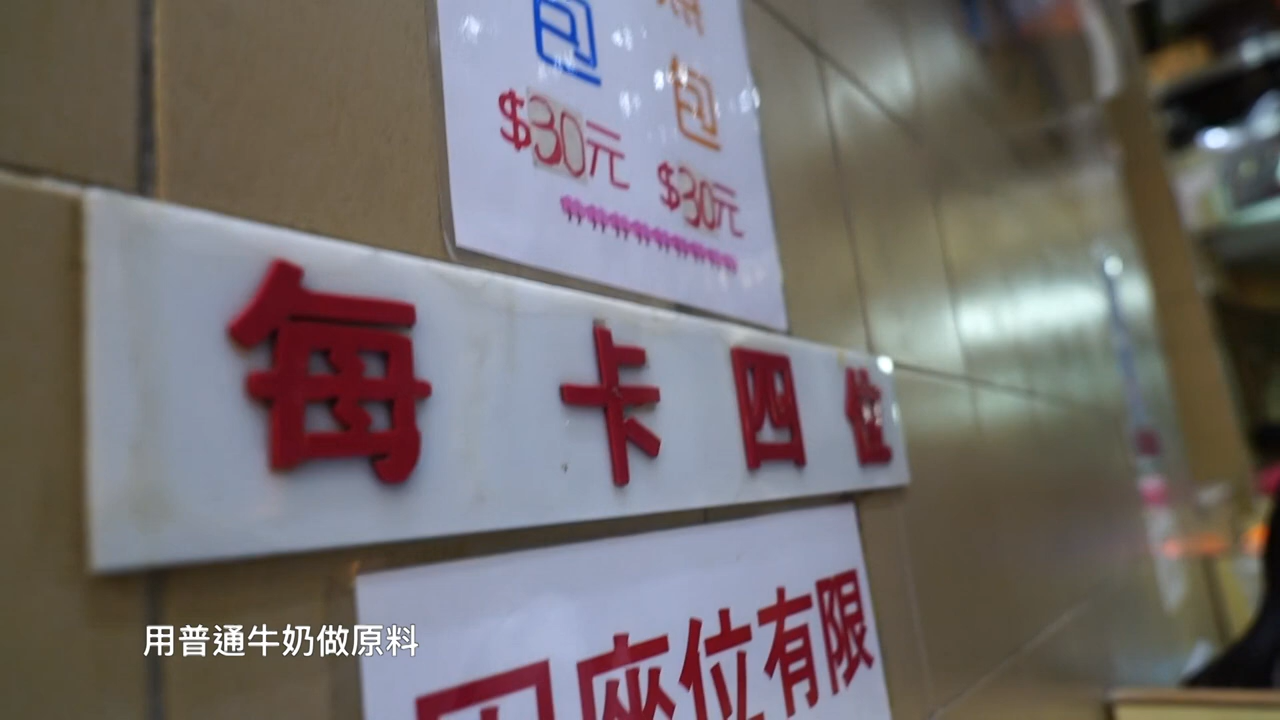 包 包
$30元 $30元
每卡四位
座位有限
用普通牛奶做原料